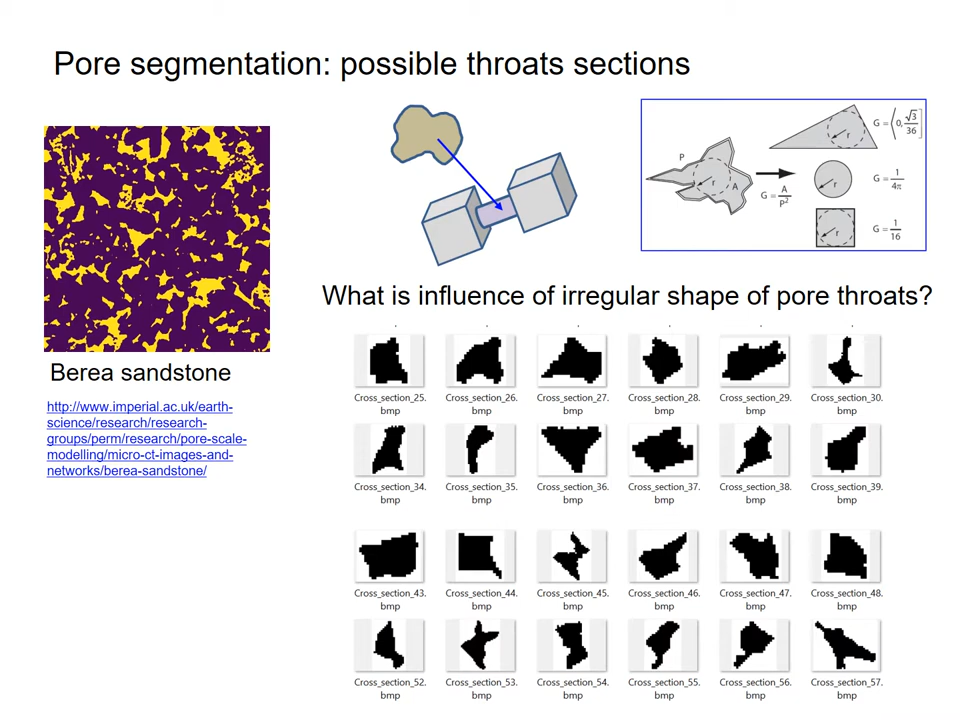 Pore segmentation: possible throats sections
P
r
A
G = A / P²
r
G = ⟨0, √3/36]
r
G = 1/4π
r
G = 1/16
What is influence of irregular shape of pore throats?
Berea sandstone
http://www.imperial.ac.uk/earth-
science/research/research-
groups/perm/research/pore-scale-
modelling/micro-ct-images-and-
networks/berea-sandstone/
Cross_section_25.bmp
Cross_section_26.bmp
Cross_section_27.bmp
Cross_section_28.bmp
Cross_section_29.bmp
Cross_section_30.bmp
Cross_section_34.bmp
Cross_section_35.bmp
Cross_section_36.bmp
Cross_section_37.bmp
Cross_section_38.bmp
Cross_section_39.bmp
Cross_section_43.bmp
Cross_section_44.bmp
Cross_section_45.bmp
Cross_section_46.bmp
Cross_section_47.bmp
Cross_section_48.bmp
Cross_section_52.bmp
Cross_section_53.bmp
Cross_section_54.bmp
Cross_section_55.bmp
Cross_section_56.bmp
Cross_section_57.bmp